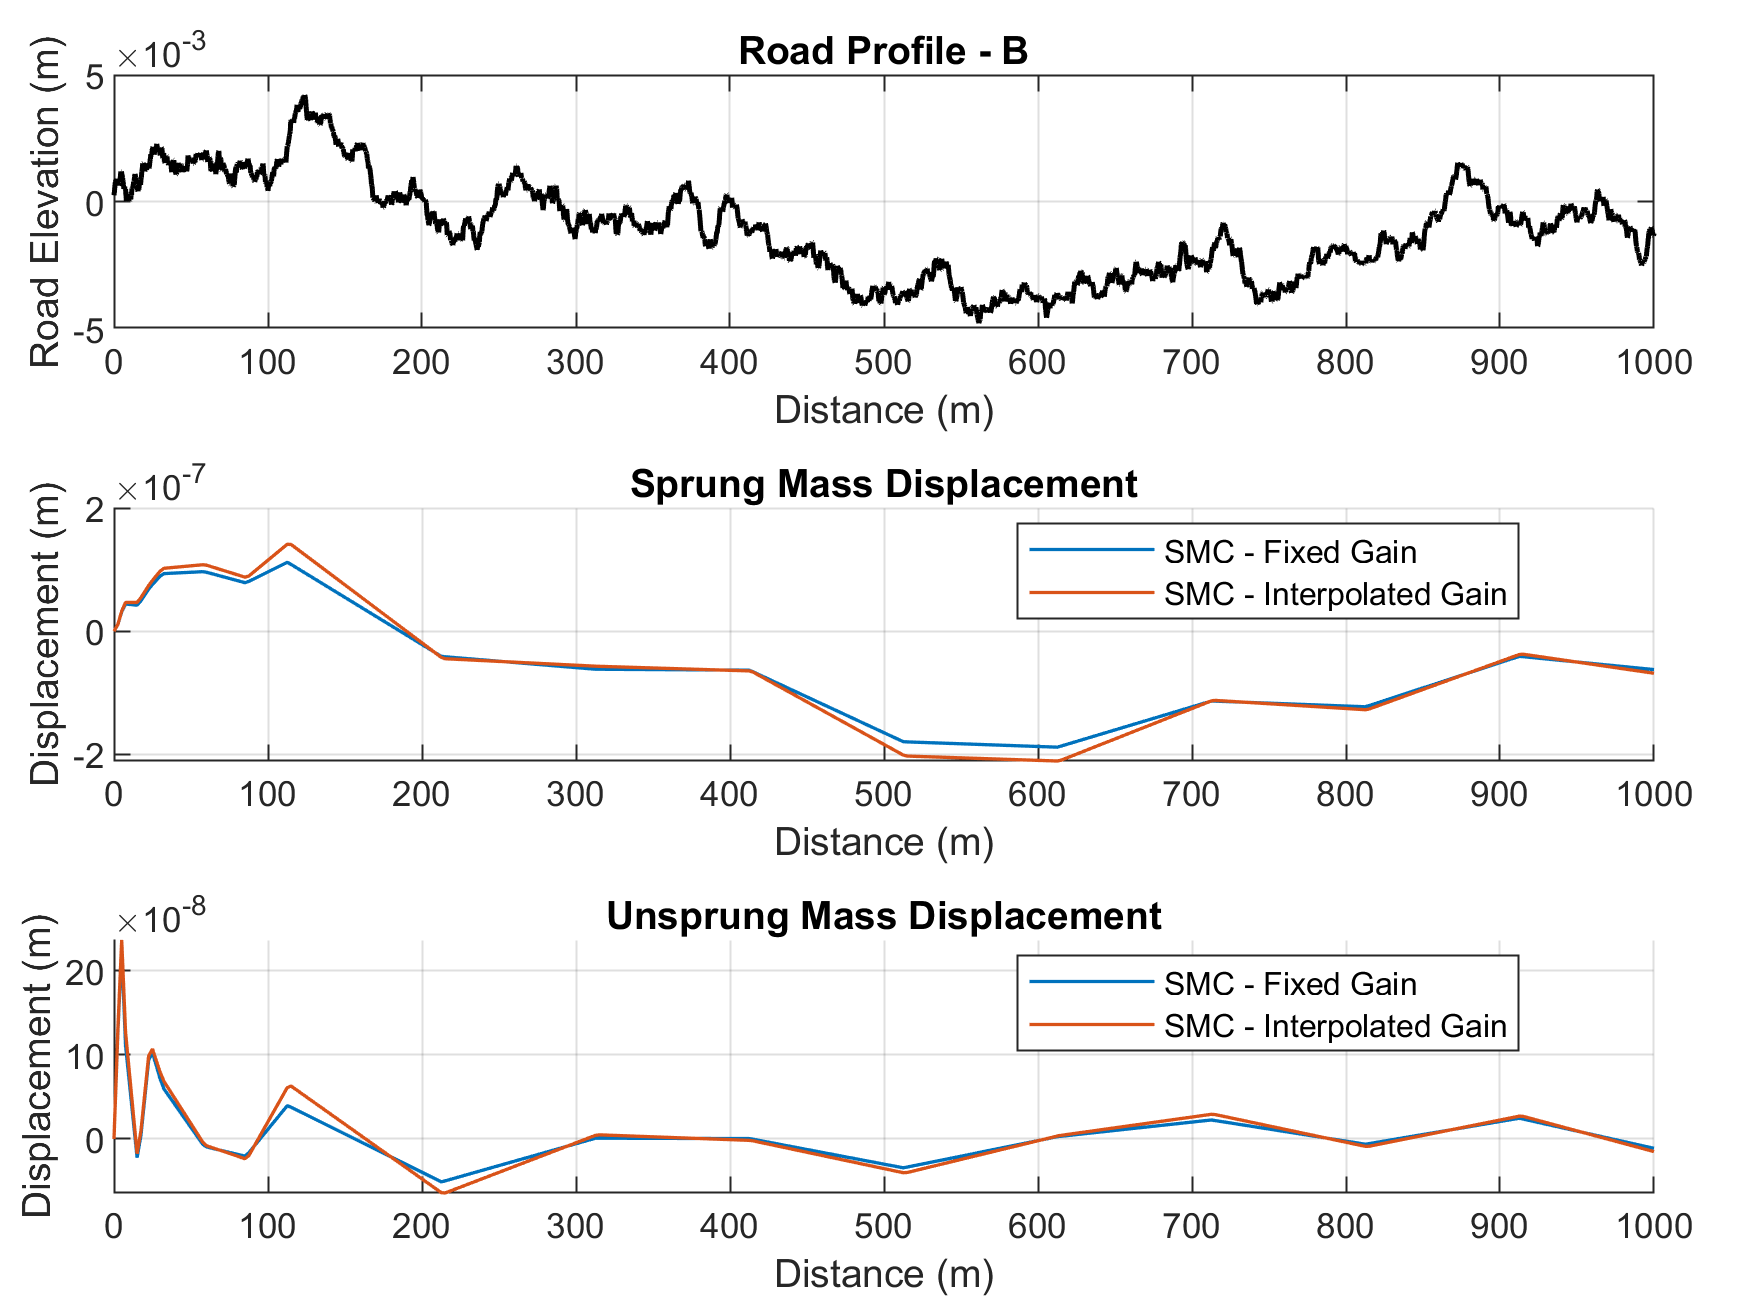 Road Profile - B
×10-3
Road Elevation (m)
5
0
-5
0 100 200 300 400 500 600 700 800 900 1000
Distance (m)
Sprung Mass Displacement
×10-7
Displacement (m)
2
0
-2
SMC - Fixed Gain
SMC - Interpolated Gain
0 100 200 300 400 500 600 700 800 900 1000
Distance (m)
Unsprung Mass Displacement
×10-8
Displacement (m)
20
10
0
SMC - Fixed Gain
SMC - Interpolated Gain
0 100 200 300 400 500 600 700 800 900 1000
Distance (m)